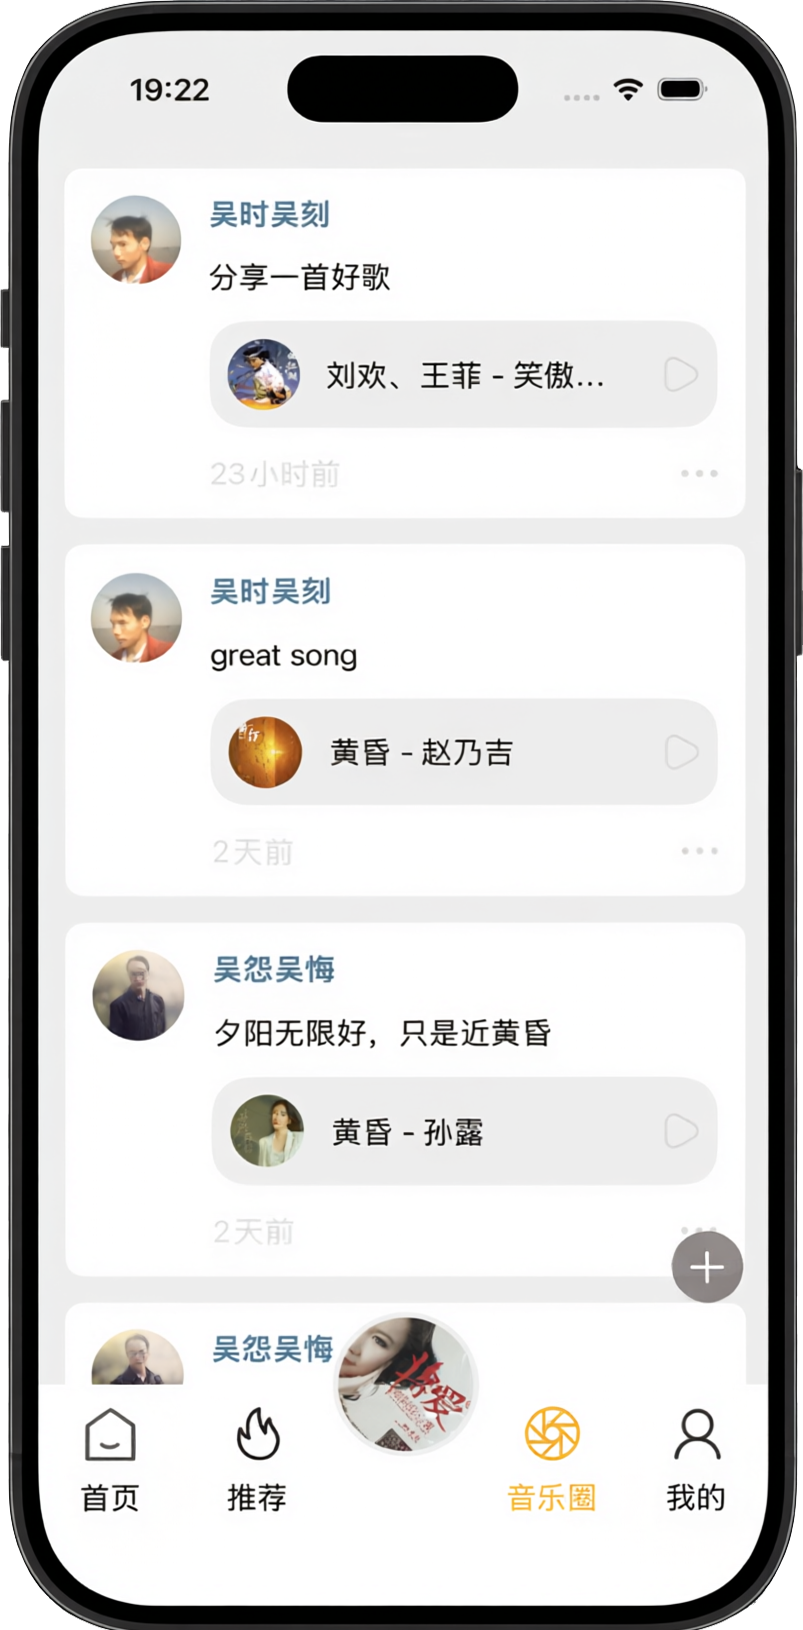 19:22
吴时吴刻
分享一首好歌
刘欢、王菲 - 笑傲...
23小时前
吴时吴刻
great song
黄昏 - 赵乃吉
2天前
吴怨吴悔
夕阳无限好，只是近黄昏
黄昏 - 孙露
2天前
吴怨吴悔
首页
推荐
音乐圈
我的